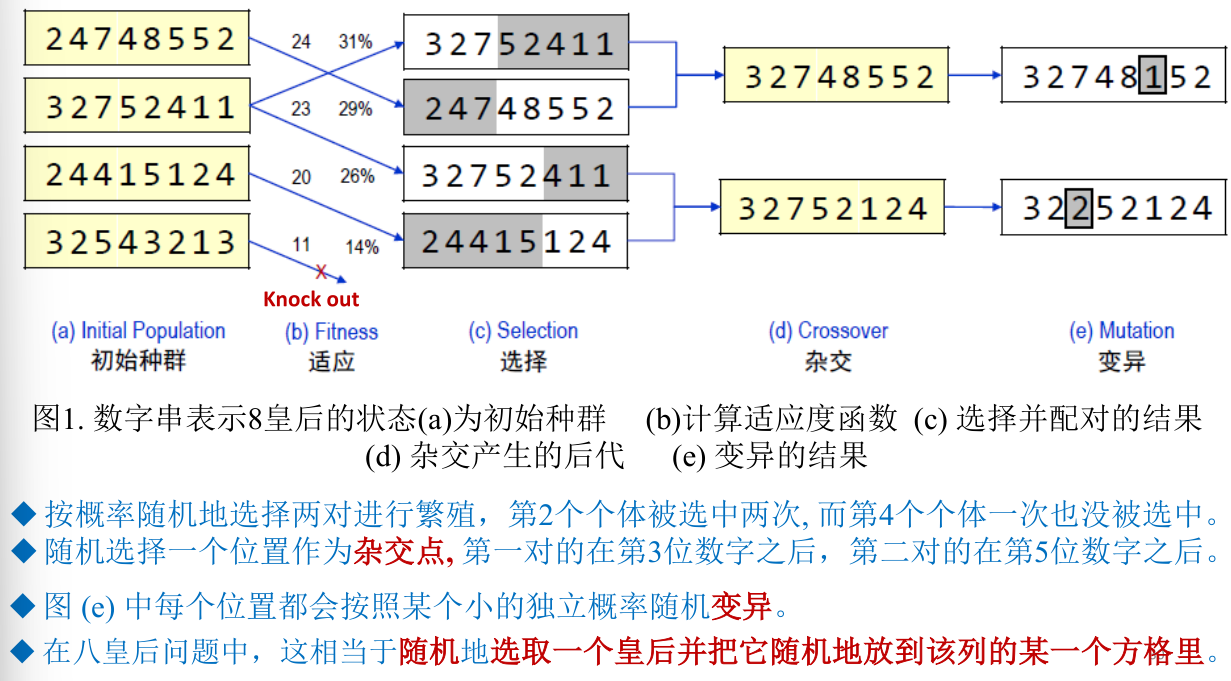 24748552 24 31% 32752411
32748552 32748152
32752411 23 29% 24748552
24415124 20 26% 32752411
32752124 32252124
32543213 11 14% 24415124
X
Knock out
(a) Initial Population (b) Fitness (c) Selection (d) Crossover (e) Mutation
初始种群 适应 选择 杂交 变异
图1. 数字串表示8皇后的状态(a)为初始种群 (b)计算适应度函数 (c) 选择并配对的结果
(d) 杂交产生的后代 (e) 变异的结果
◆ 按概率随机地选择两对进行繁殖，第2个个体被选中两次, 而第4个个体一次也没被选中。
◆ 随机选择一个位置作为杂交点, 第一对的在第3位数字之后，第二对的在第5位数字之后。
◆ 图 (e) 中每个位置都会按照某个小的独立概率随机变异。
◆ 在八皇后问题中，这相当于随机地选取一个皇后并把它随机地放到该列的某一个方格里。